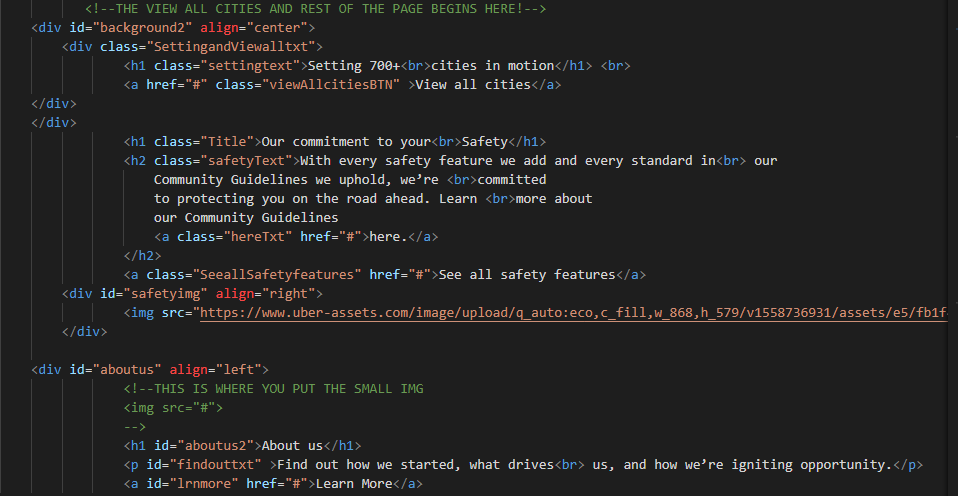 <!--THE VIEW ALL CITIES AND REST OF THE PAGE BEGINS HERE!-->
<div id="background2" align="center">
<div class="SettingandViewalltxt">
<h1 class="settingtext">Setting 700+<br>cities in motion</h1> <br>
<a href="#" class="viewAllcitiesBTN" >View all cities</a>
</div>
</div>
<h1 class="Title">Our commitment to your<br>Safety</h1>
<h2 class="safetyText">With every safety feature we add and every standard in<br> our
Community Guidelines we uphold, we’re <br>committed
to protecting you on the road ahead. Learn <br>more about
our Community Guidelines
<a class="hereTxt" href="#">here.</a>
</h2>
<a class="SeeallSafetyfeatures" href="#">See all safety features</a>
<div id="safetyimg" align="right">
<img src="https://www.uber-assets.com/image/upload/q_auto:eco,c_fill,w_868,h_579/v1558736931/assets/e5/fb1f
</div>
<div id="aboutus" align="left">
<!--THIS IS WHERE YOU PUT THE SMALL IMG
<img src="#">
-->
<h1 id="aboutus2">About us</h1>
<p id="findouttxt" >Find out how we started, what drives<br> us, and how we’re igniting opportunity.</p>
<a id="lrnmore" href="#">Learn More</a>